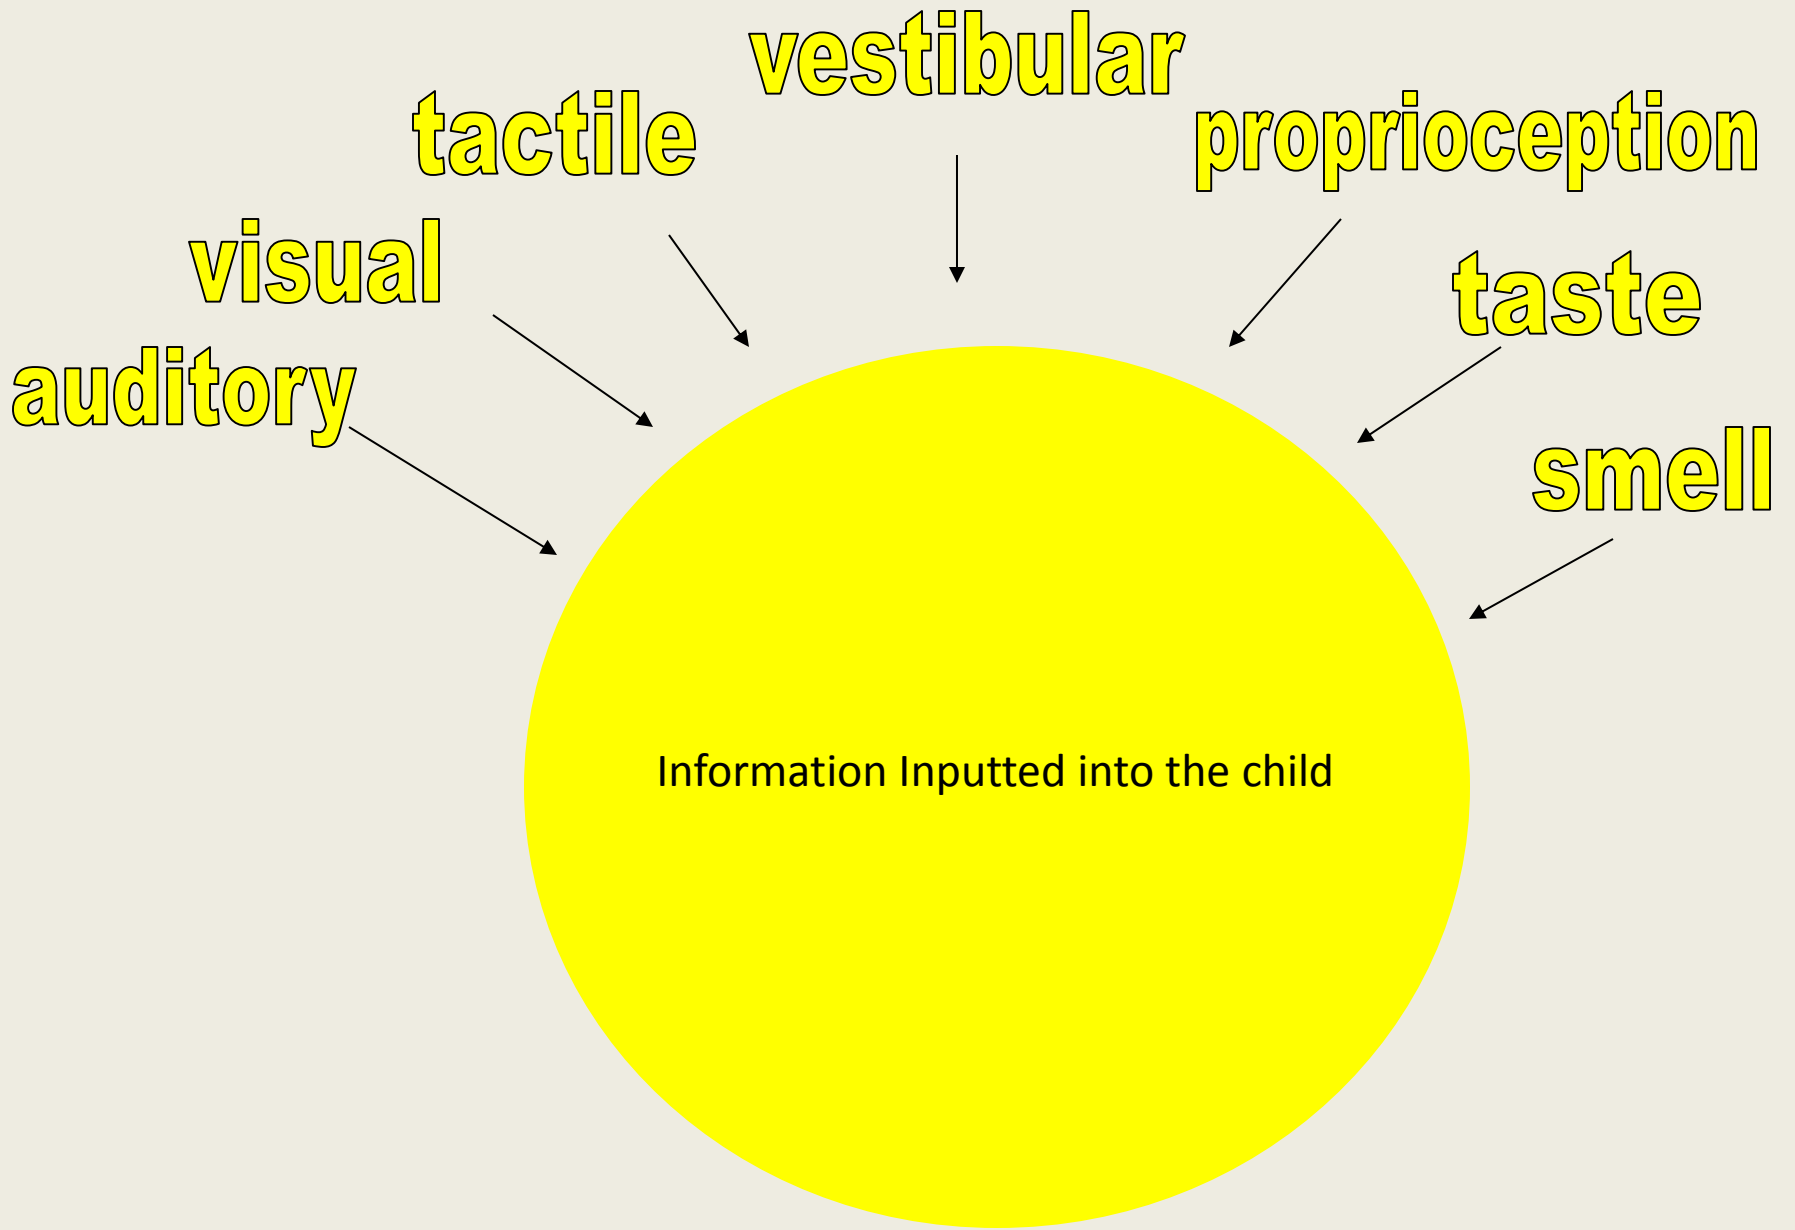 vestibular
tactile
proprioception
visual
taste
auditory
smell
Information Inputted into the child